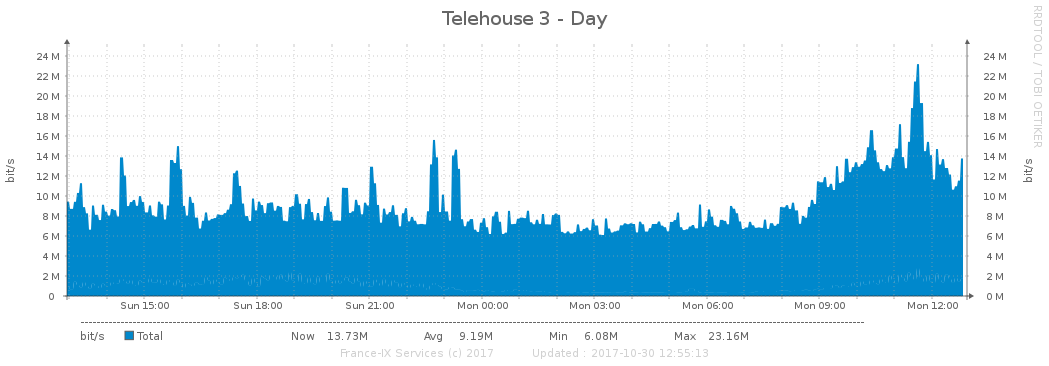 Telehouse 3 - Day
RRDTOOL / TOBI OETIKER
bit/s
24 M 24 M
22 M 22 M
20 M 20 M
18 M 18 M
16 M 16 M
14 M 14 M
12 M 12 M
10 M 10 M
8 M 8 M
6 M 6 M
4 M 4 M
2 M 2 M
0 0 M
bit/s
Sun 15:00 Sun 18:00 Sun 21:00 Mon 00:00 Mon 03:00 Mon 06:00 Mon 09:00 Mon 12:00
bit/s Total Now 13.73M Avg 9.19M Min 6.08M Max 23.16M
France-IX Services (c) 2017 Updated : 2017-10-30 12:55:13